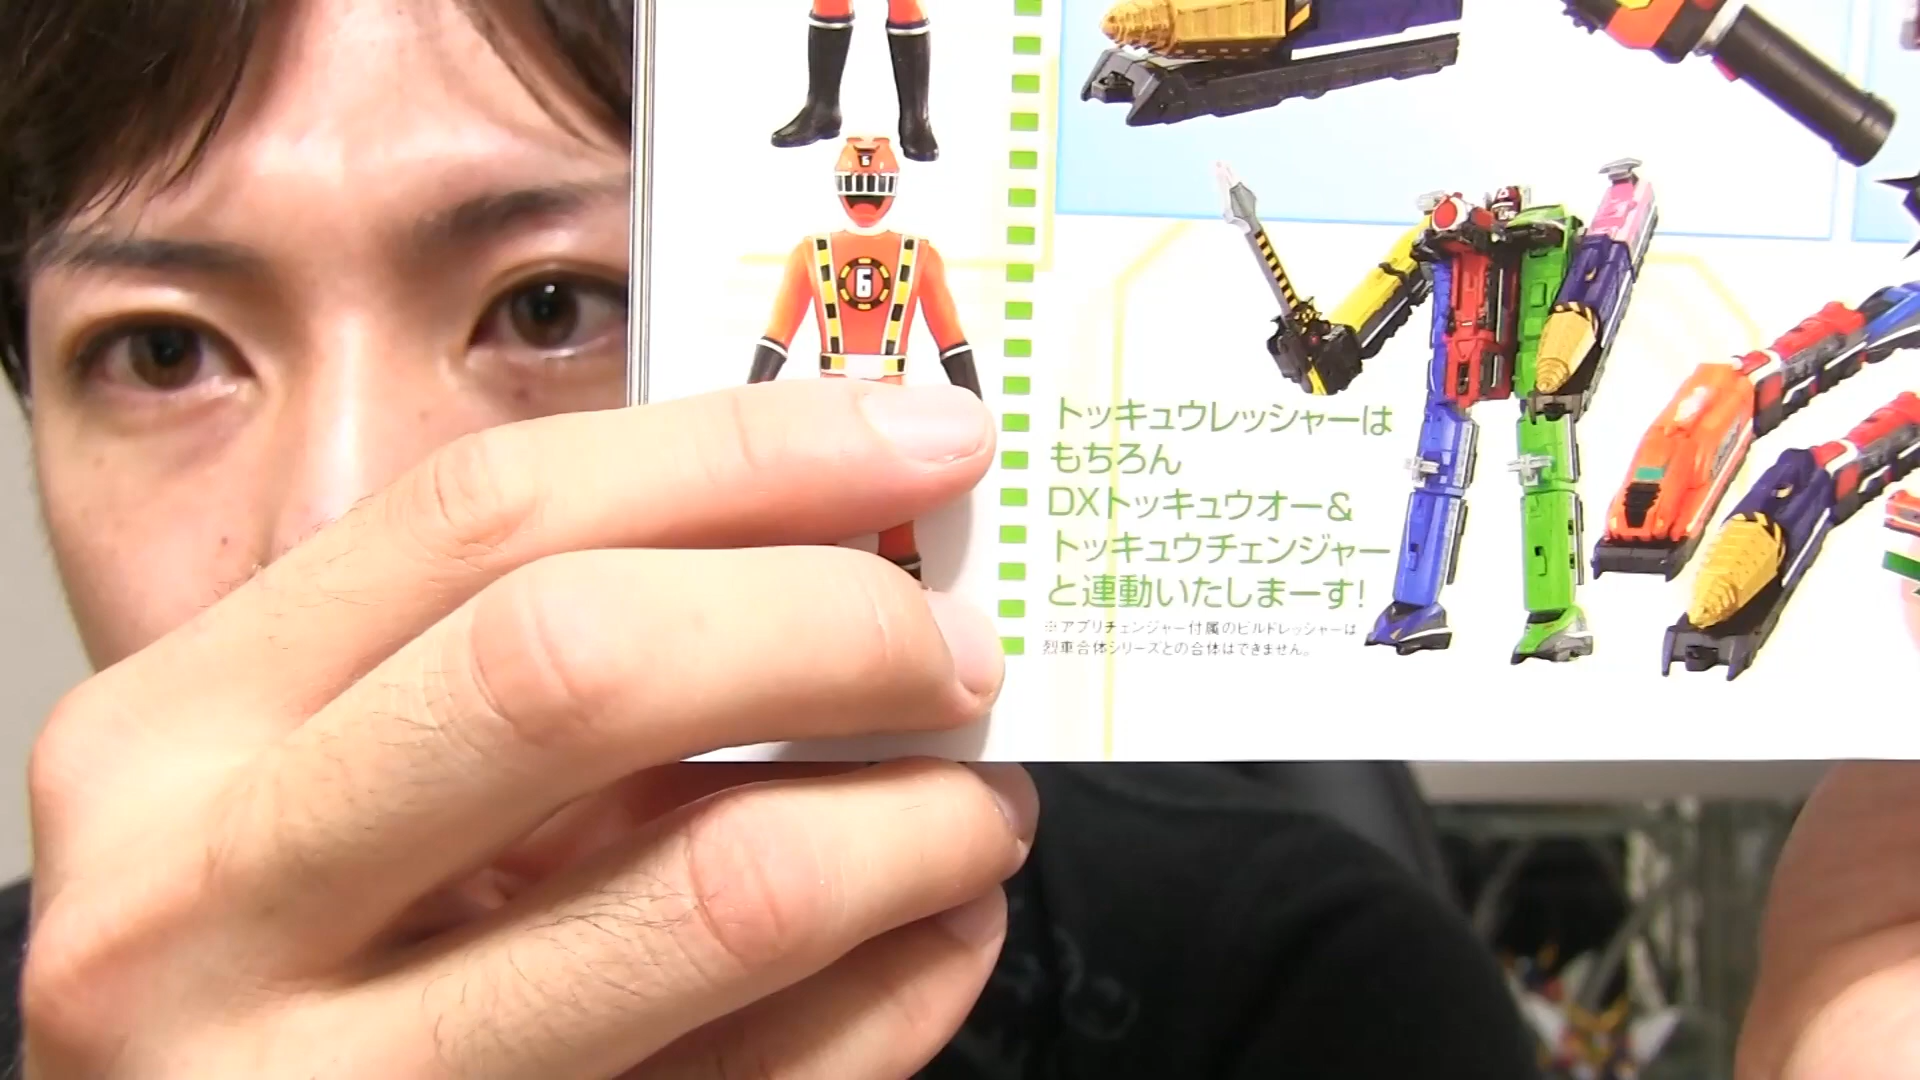 6
6
トッキュウレッシャーは
もちろん
DXトッキュウオー＆
トッキュウチェンジャー
と連動いたしまーす!
※アプリチェンジャー付属のビルドレッシャーは
烈車合体シリーズとの合体はできません。